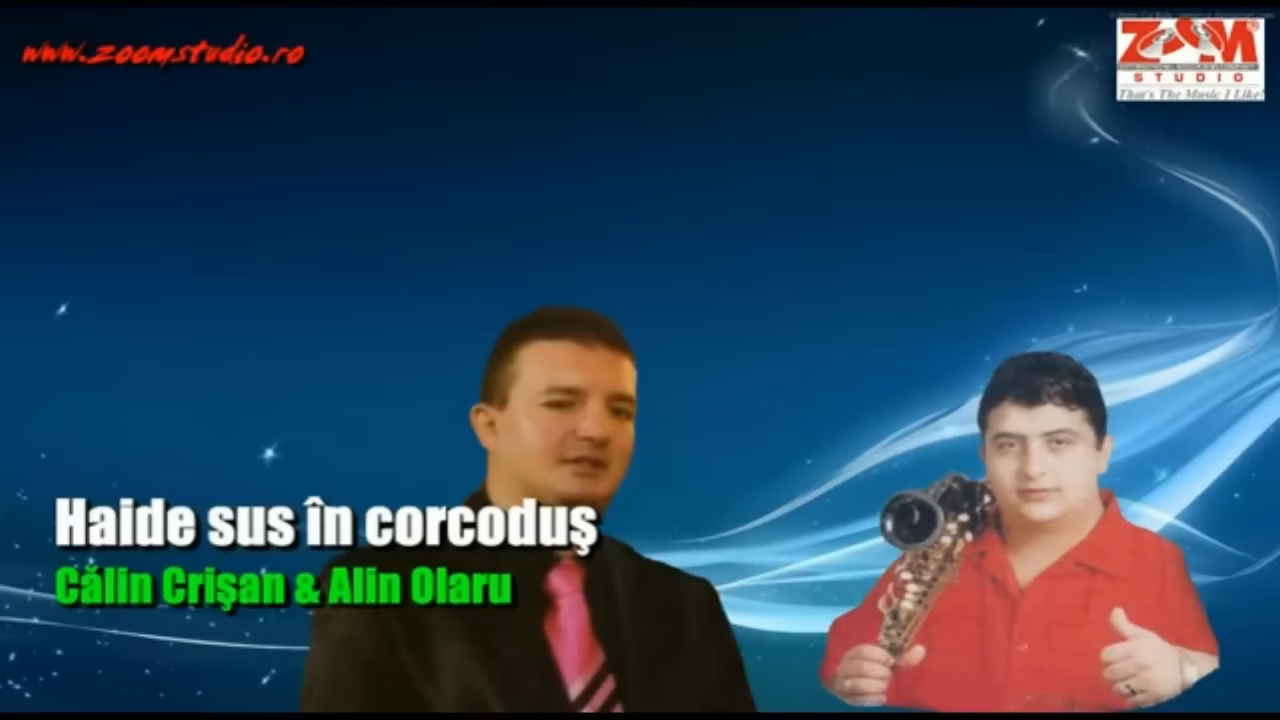 www.zoomstudio.ro
ZOOM
STUDIO
That's The Music I Like!
Haide sus în corcoduş
Călin Crişan & Alin Olaru